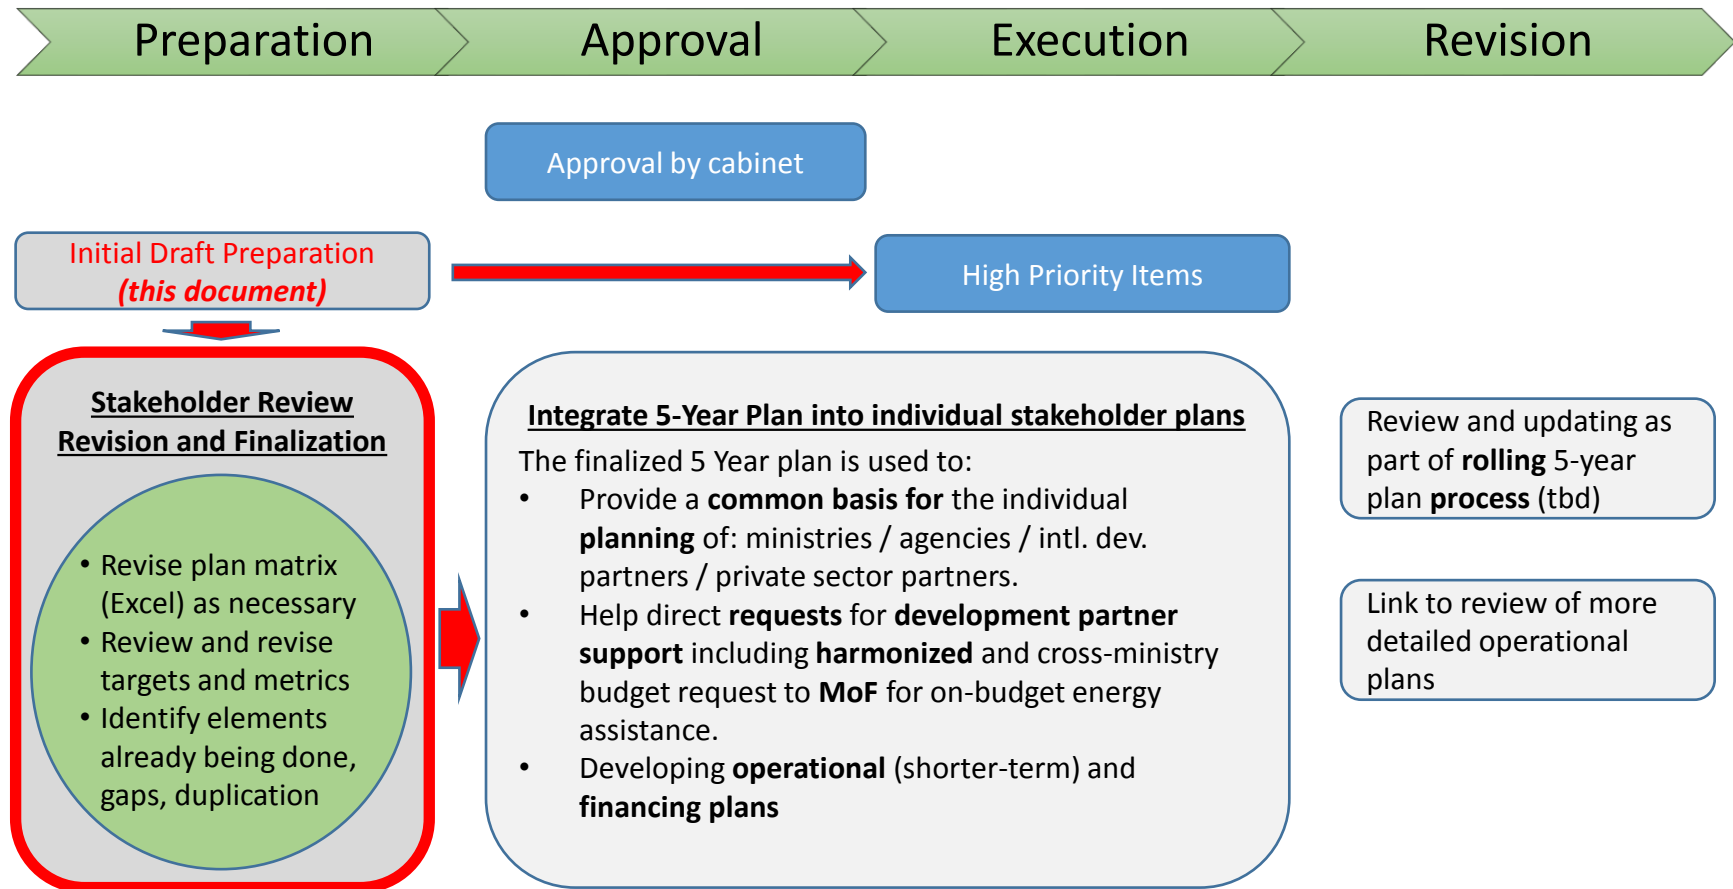 Preparation
Approval
Execution
Revision
Approval by cabinet
Initial Draft Preparation
(this document)
High Priority Items
Stakeholder Review
Revision and Finalization
• Revise plan matrix
(Excel) as necessary
• Review and revise
targets and metrics
• Identify elements
already being done,
gaps, duplication
Integrate 5-Year Plan into individual stakeholder plans
The finalized 5 Year plan is used to:
• Provide a common basis for the individual
planning of: ministries / agencies / intl. dev.
partners / private sector partners.
• Help direct requests for development partner
support including harmonized and cross-ministry
budget request to MoF for on-budget energy
assistance.
• Developing operational (shorter-term) and
financing plans
Review and updating as
part of rolling 5-year
plan process (tbd)
Link to review of more
detailed operational
plans